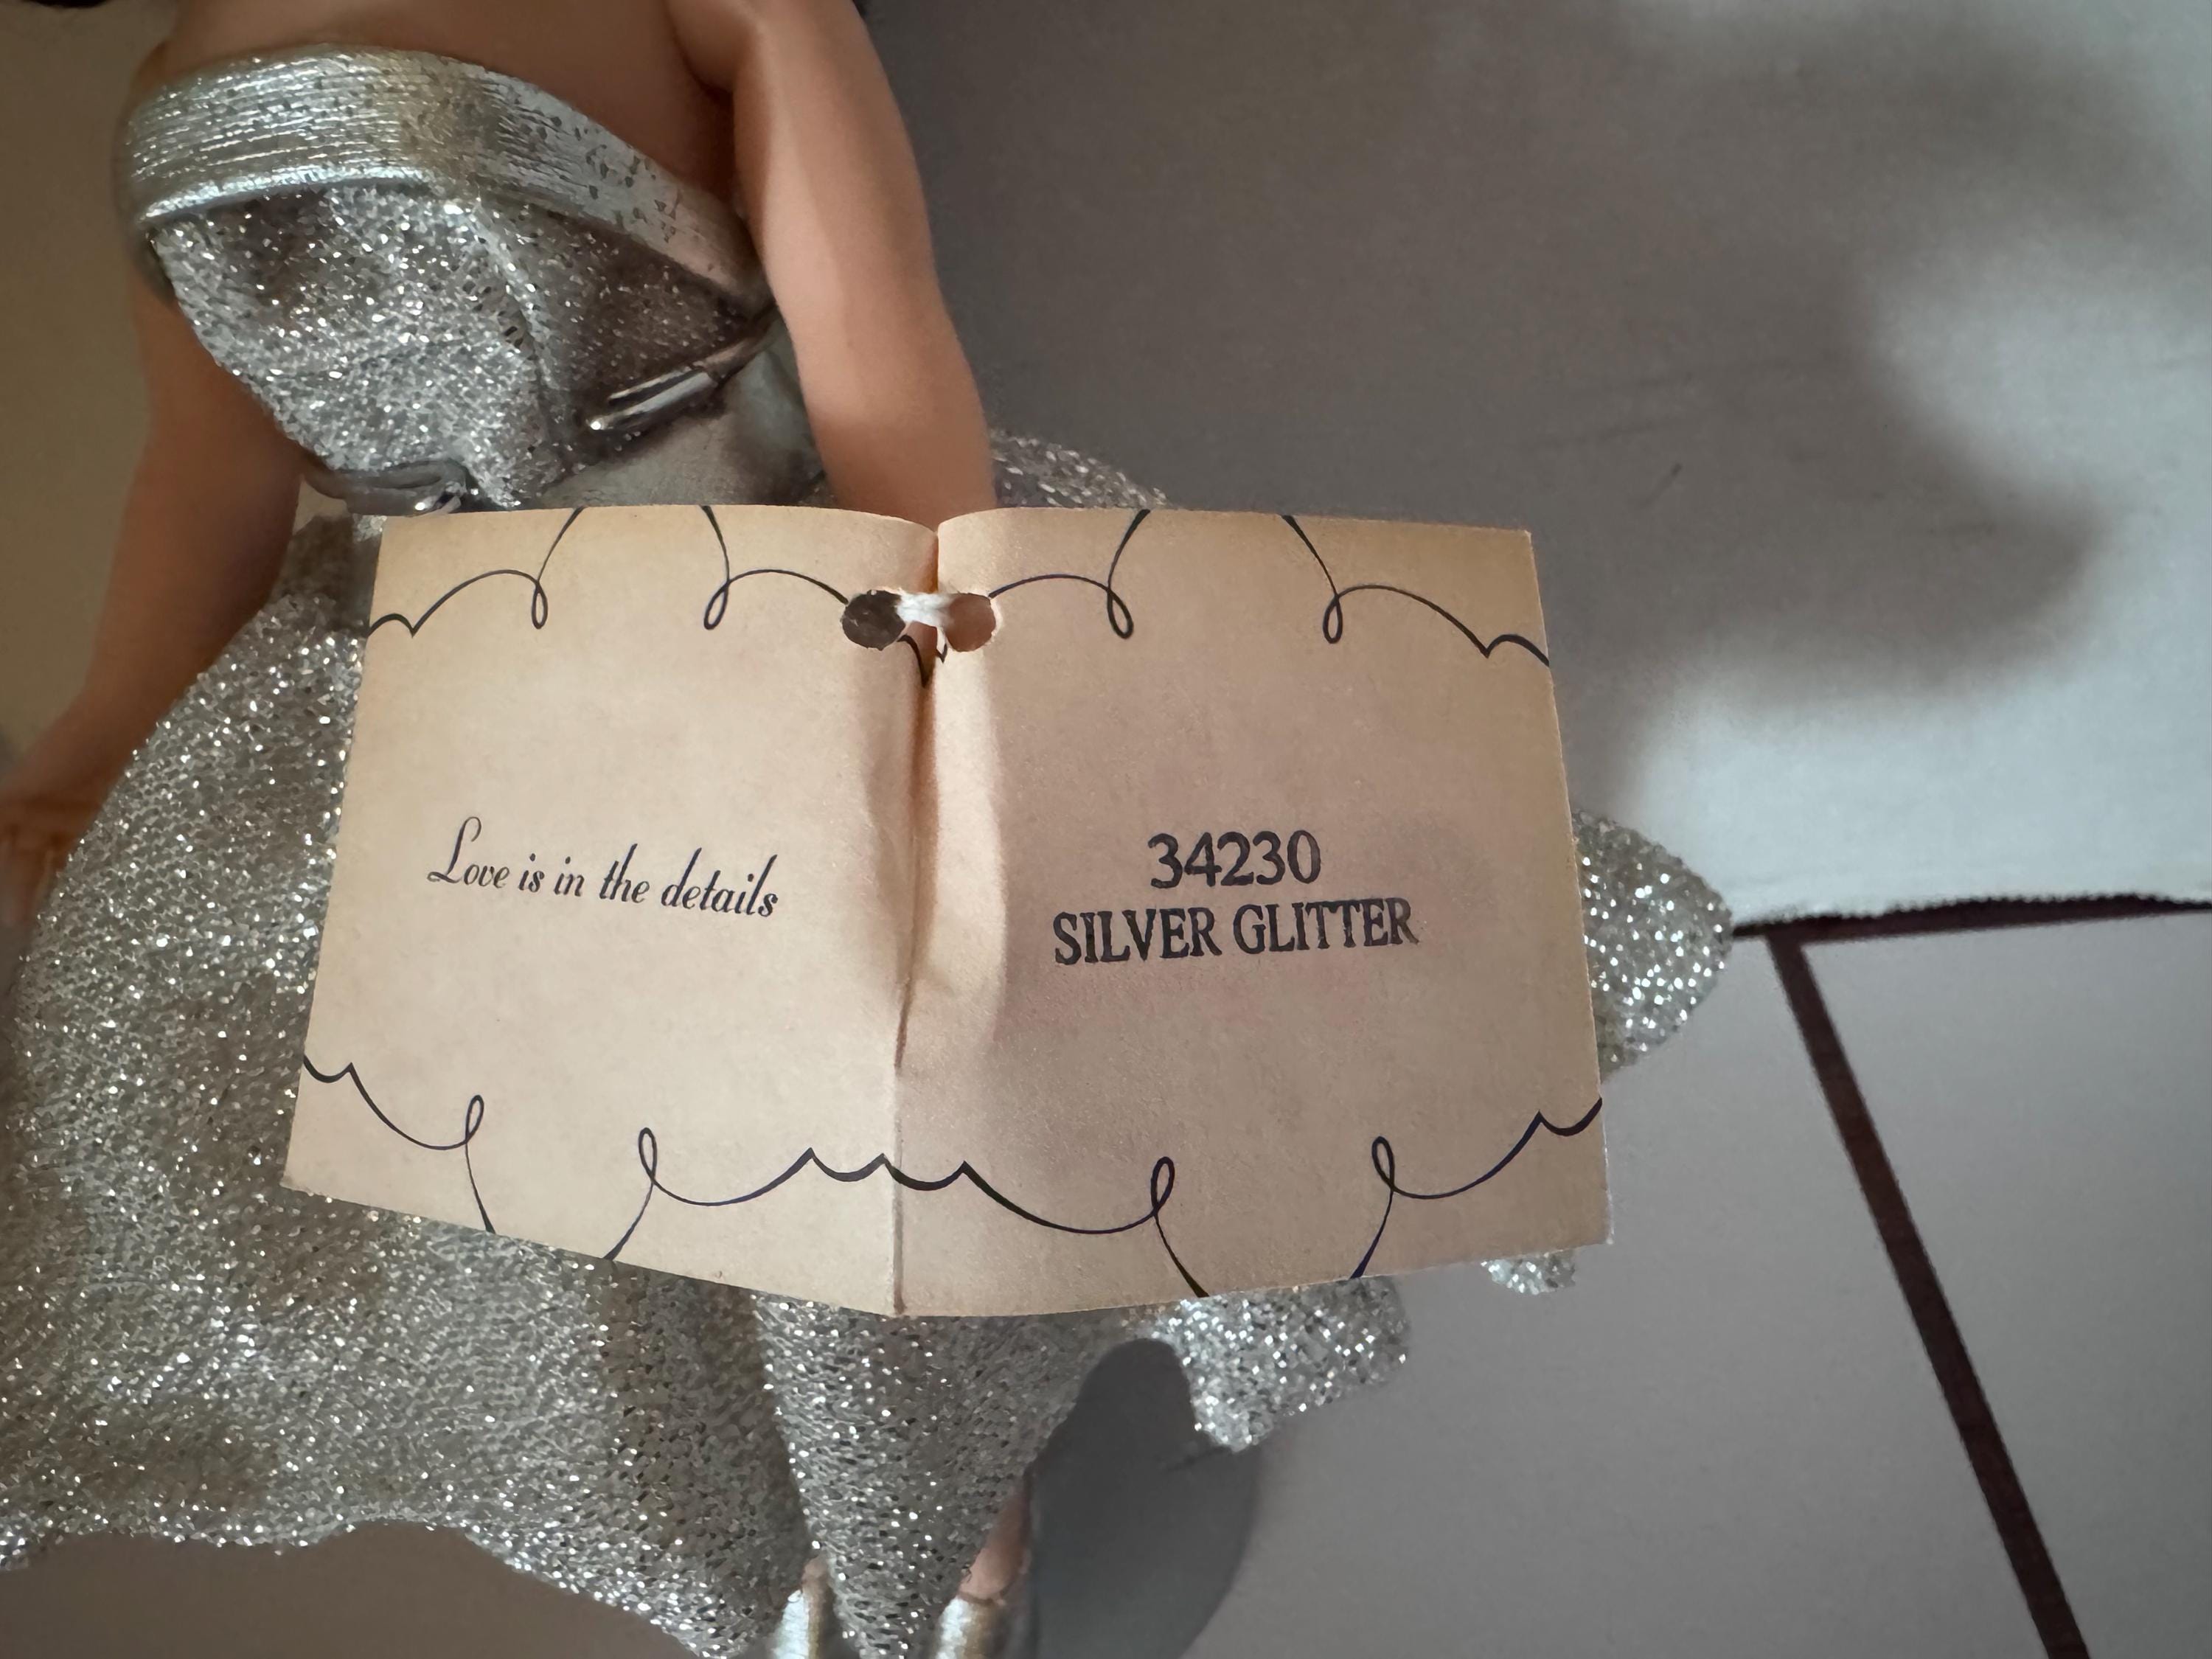 Love is in the details
34230
SILVER GLITTER